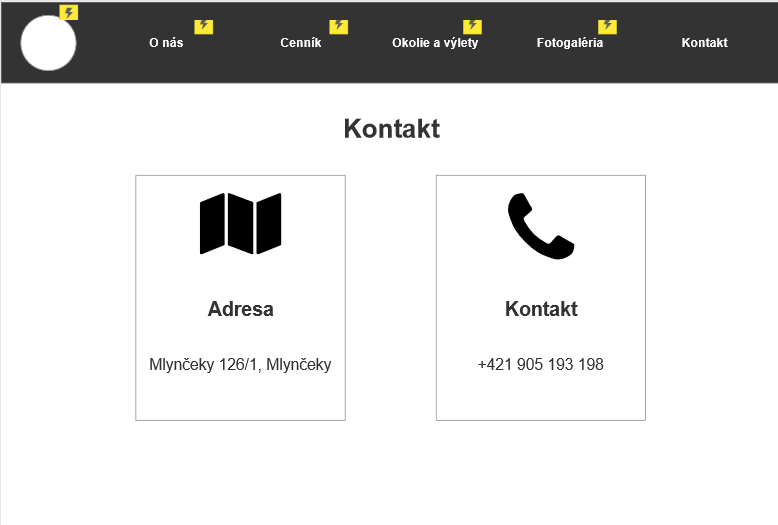 O nás
Cenník
Okolie a výlety
Fotogaléria
Kontakt
Kontakt
Adresa
Mlynčeky 126/1, Mlynčeky
Kontakt
+421 905 193 198